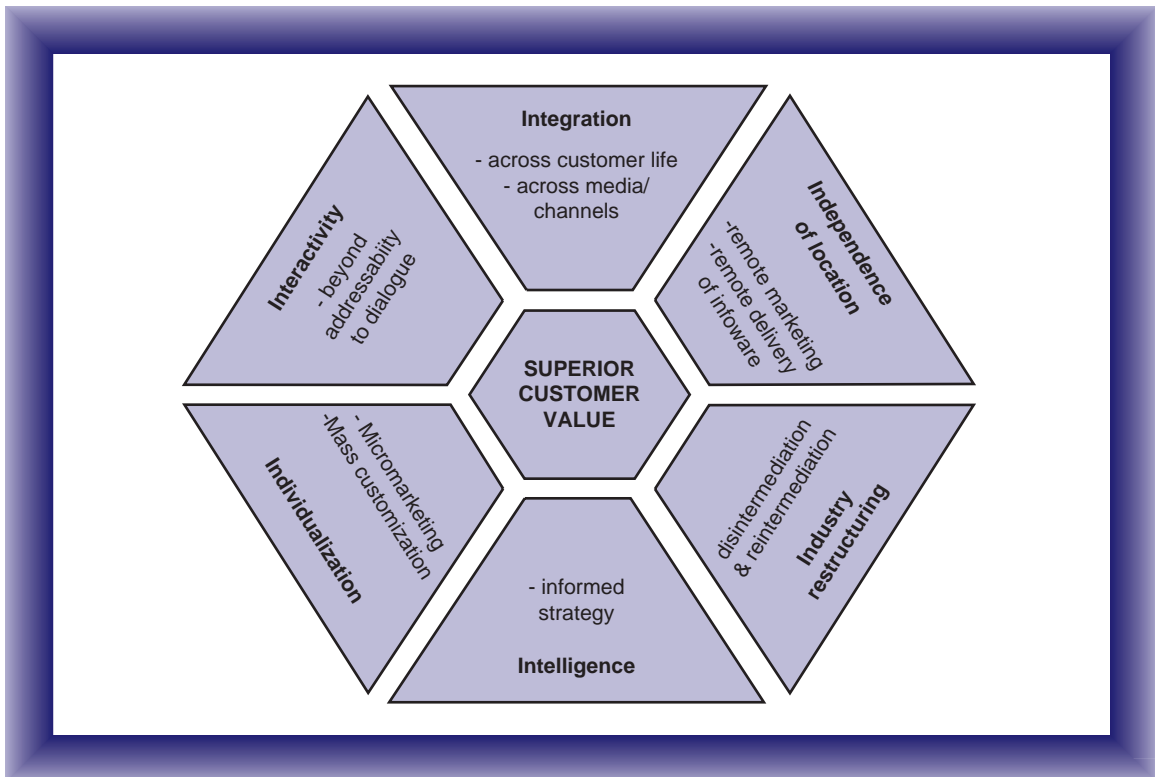 Integration
- across customer life
- across media/
channels
Independence
of location
-remote marketing
-remote delivery
of infoware
disintermediation
& reintermediation
Industry
restructuring
- informed
strategy
Intelligence
- Micromarketing
-Mass customization
Individualization
Interactivity
- beyond
addressabiity
to dialogue
SUPERIOR
CUSTOMER
VALUE